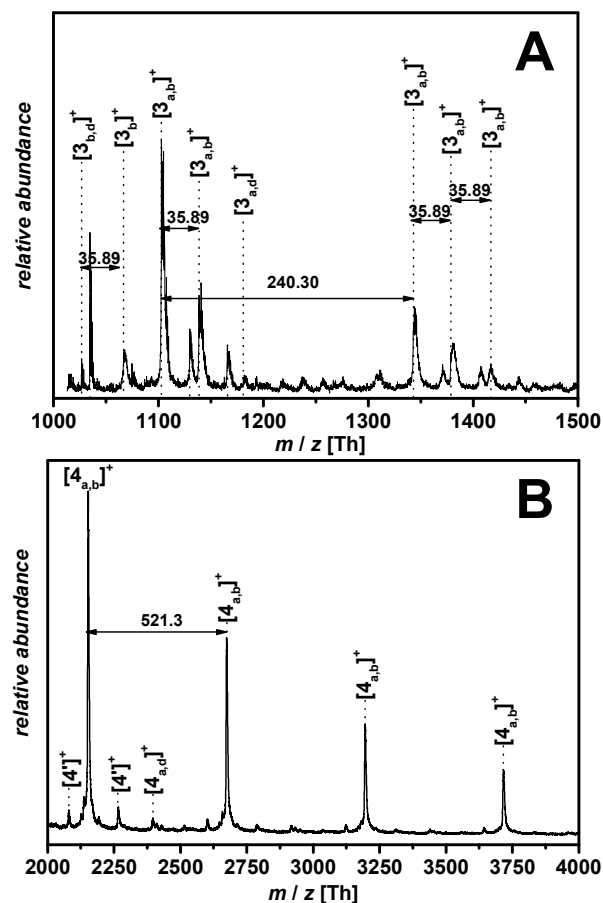 A
relative abundance
[3b,d]+
[3b]+
[3a,b]+
[3a,b]+
[3a,d]+
[3a,b]+
[3a,b]+
[3a,b]+
35.89
35.89
35.89
35.89
240.30
1000 1100 1200 1300 1400 1500
m / z [Th]
B
relative abundance
[4a,b]+
[4']+
[4']+
[4a,d]+
[4a,b]+
[4a,b]+
[4a,b]+
521.3
2000 2250 2500 2750 3000 3250 3500 3750 4000
m / z [Th]